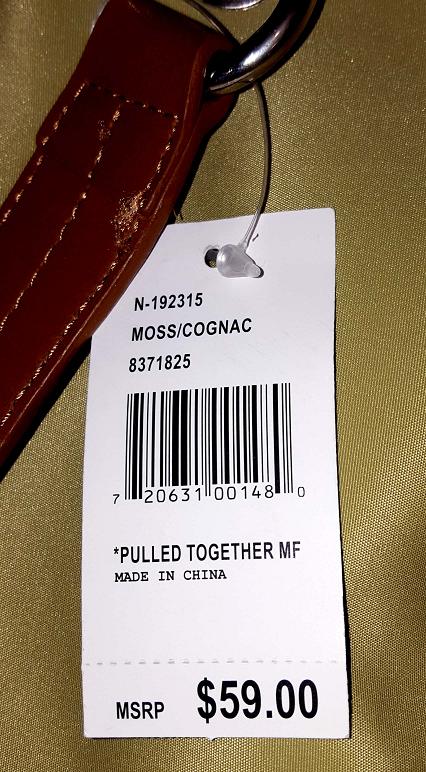 N-192315
MOSS/COGNAC
8371825
7 20631 00148 0
*PULLED TOGETHER MF
MADE IN CHINA
MSRP $59.00